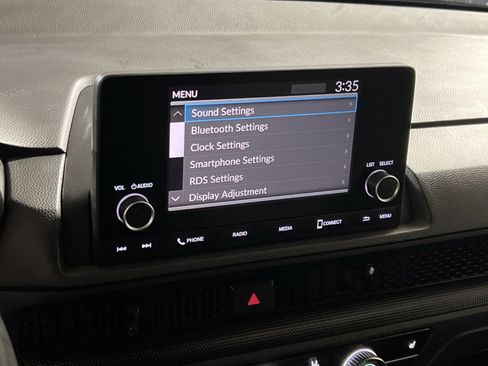 MENU 3:35
Sound Settings
Bluetooth Settings
Clock Settings
Smartphone Settings
RDS Settings
Display Adjustment
VOL AUDIO
LIST SELECT
PHONE RADIO MEDIA CONNECT MENU